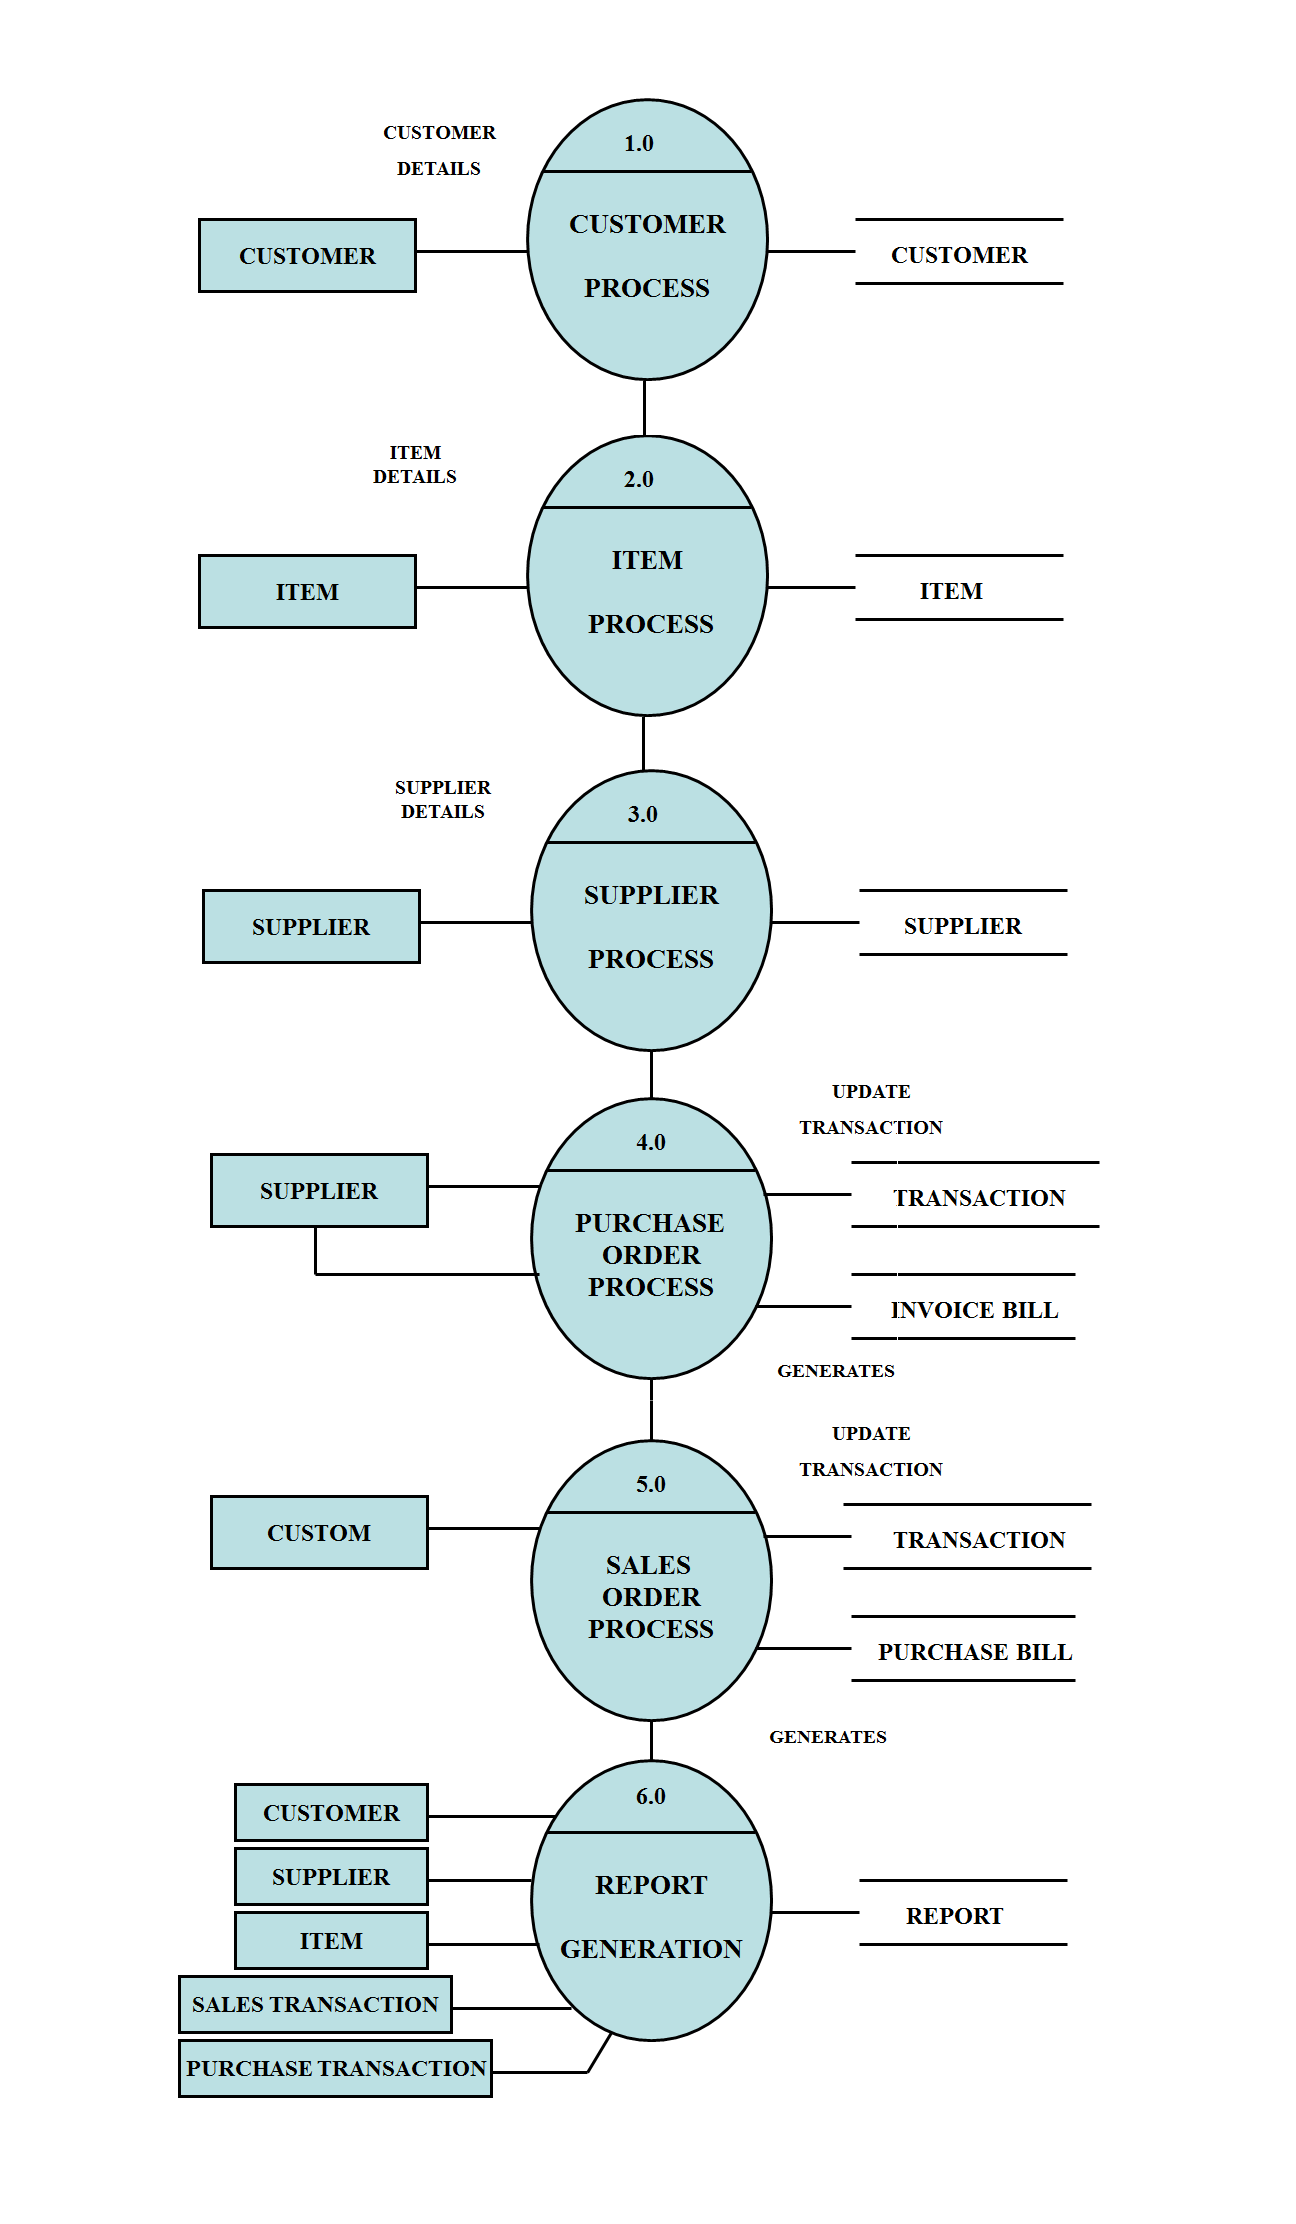 CUSTOMER
DETAILS
1.0
CUSTOMER
CUSTOMER
PROCESS
CUSTOMER
ITEM
DETAILS
2.0
ITEM
ITEM
PROCESS
ITEM
SUPPLIER
DETAILS
3.0
SUPPLIER
SUPPLIER
PROCESS
SUPPLIER
UPDATE
TRANSACTION
4.0
SUPPLIER
PURCHASE
ORDER
PROCESS
TRANSACTION
INVOICE BILL
GENERATES
UPDATE
TRANSACTION
5.0
CUSTOM
SALES
ORDER
PROCESS
TRANSACTION
PURCHASE BILL
GENERATES
6.0
CUSTOMER
SUPPLIER
ITEM
SALES TRANSACTION
PURCHASE TRANSACTION
REPORT
GENERATION
REPORT